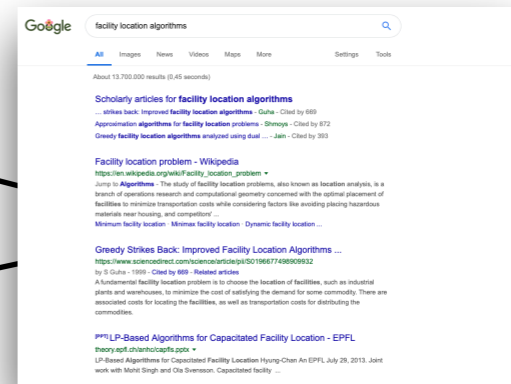 Google
facility location algorithms
All Images News Videos Maps More Settings Tools
About 13.700.000 results (0,45 seconds)
Scholarly articles for facility location algorithms
... strikes back: Improved facility location algorithms - Guha - Cited by 669
Approximation algorithms for facility location problems - Shmoys - Cited by 872
Greedy facility location algorithms analyzed using dual ... - Jain - Cited by 393
Facility location problem - Wikipedia
https://en.wikipedia.org/wiki/Facility_location_problem
Jump to Algorithms - The study of facility location problems, also known as location analysis, is a
branch of operations research and computational geometry concerned with the optimal placement of
facilities to minimize transportation costs while considering factors like avoiding placing hazardous
materials near housing, and competitors' ...
Minimum facility location · Minimax facility location · Dynamic facility location ...
Greedy Strikes Back: Improved Facility Location Algorithms ...
https://www.sciencedirect.com/science/article/pii/S0196677498909932
by S Guha - 1999 - Cited by 669 - Related articles
A fundamental facility location problem is to choose the location of facilities, such as industrial
plants and warehouses, to minimize the cost of satisfying the demand for some commodity. There are
associated costs for locating the facilities, as well as transportation costs for distributing the
commodities.
[PPT] LP-Based Algorithms for Capacitated Facility Location - EPFL
theory.epfl.ch/anhc/capfls.pptx
LP-Based Algorithms for Capacitated Facility Location Hyung-Chan An EPFL July 29, 2013. Joint
work with Mohit Singh and Ola Svensson. Capacitated facility ...